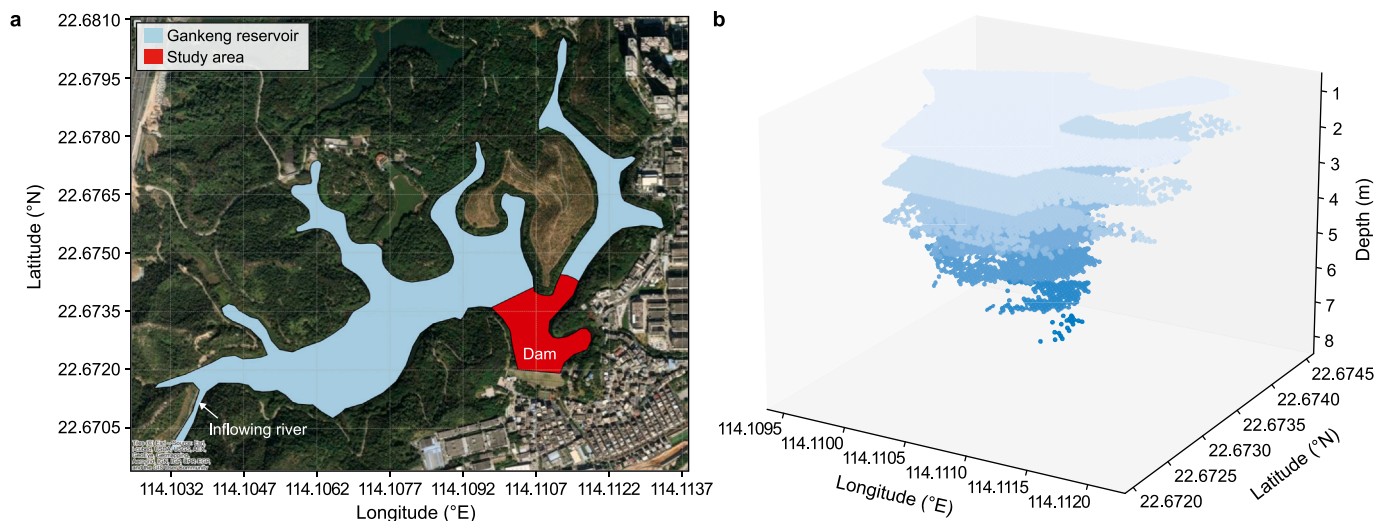 a
Gankeng reservoir
Study area
22.6810
22.6795
22.6780
22.6765
22.6750
22.6735
22.6720
22.6705
Latitude (°N)
Dam
Inflowing river
114.1032 114.1047 114.1062 114.1077 114.1092 114.1107 114.1122 114.1137
Longitude (°E)
b
1
2
3
4
5
6
7
8
Depth (m)
114.1095
114.1100
114.1105
114.1110
114.1115
114.1120
Longitude (°E)
22.6745
22.6740
22.6735
22.6730
22.6725
22.6720
Latitude (°N)